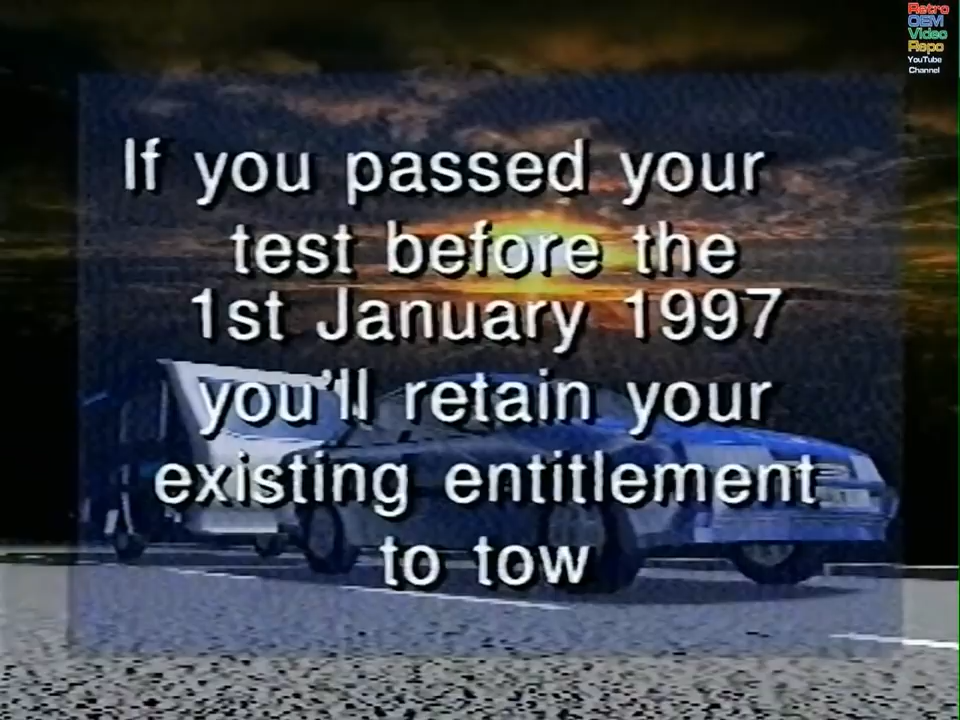 Retro
OEM
Video
Repo
YouTube
Channel
If you passed your
test before the
1st January 1997
you'll retain your
existing entitlement
to tow